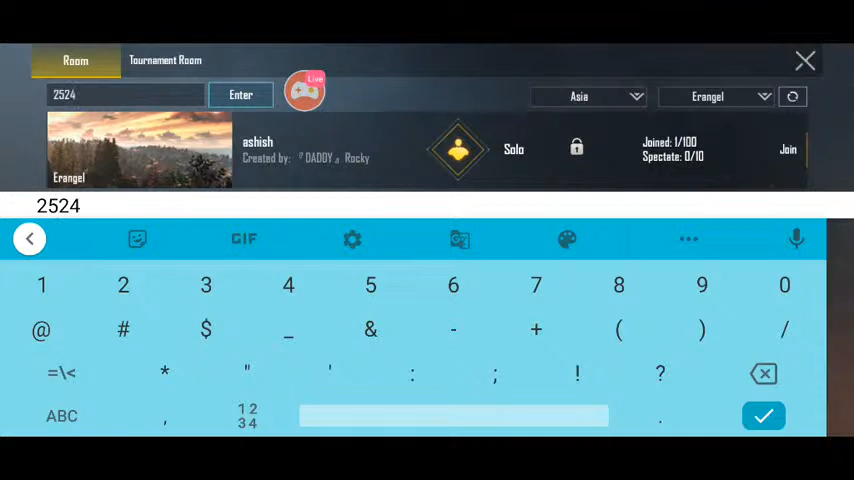 Room
Tournament Room
2524
Enter
Live
Asia
Erangel
ashish
Created by: 『DADDY』 Rocky
Solo
Joined: 1/100
Spectate: 0/10
Join
Erangel
2524
GIF
1 2 3 4 5 6 7 8 9 0
@ # $ _ & - + ( ) /
=\< * " ' : ; ! ?
ABC , 12 34 .